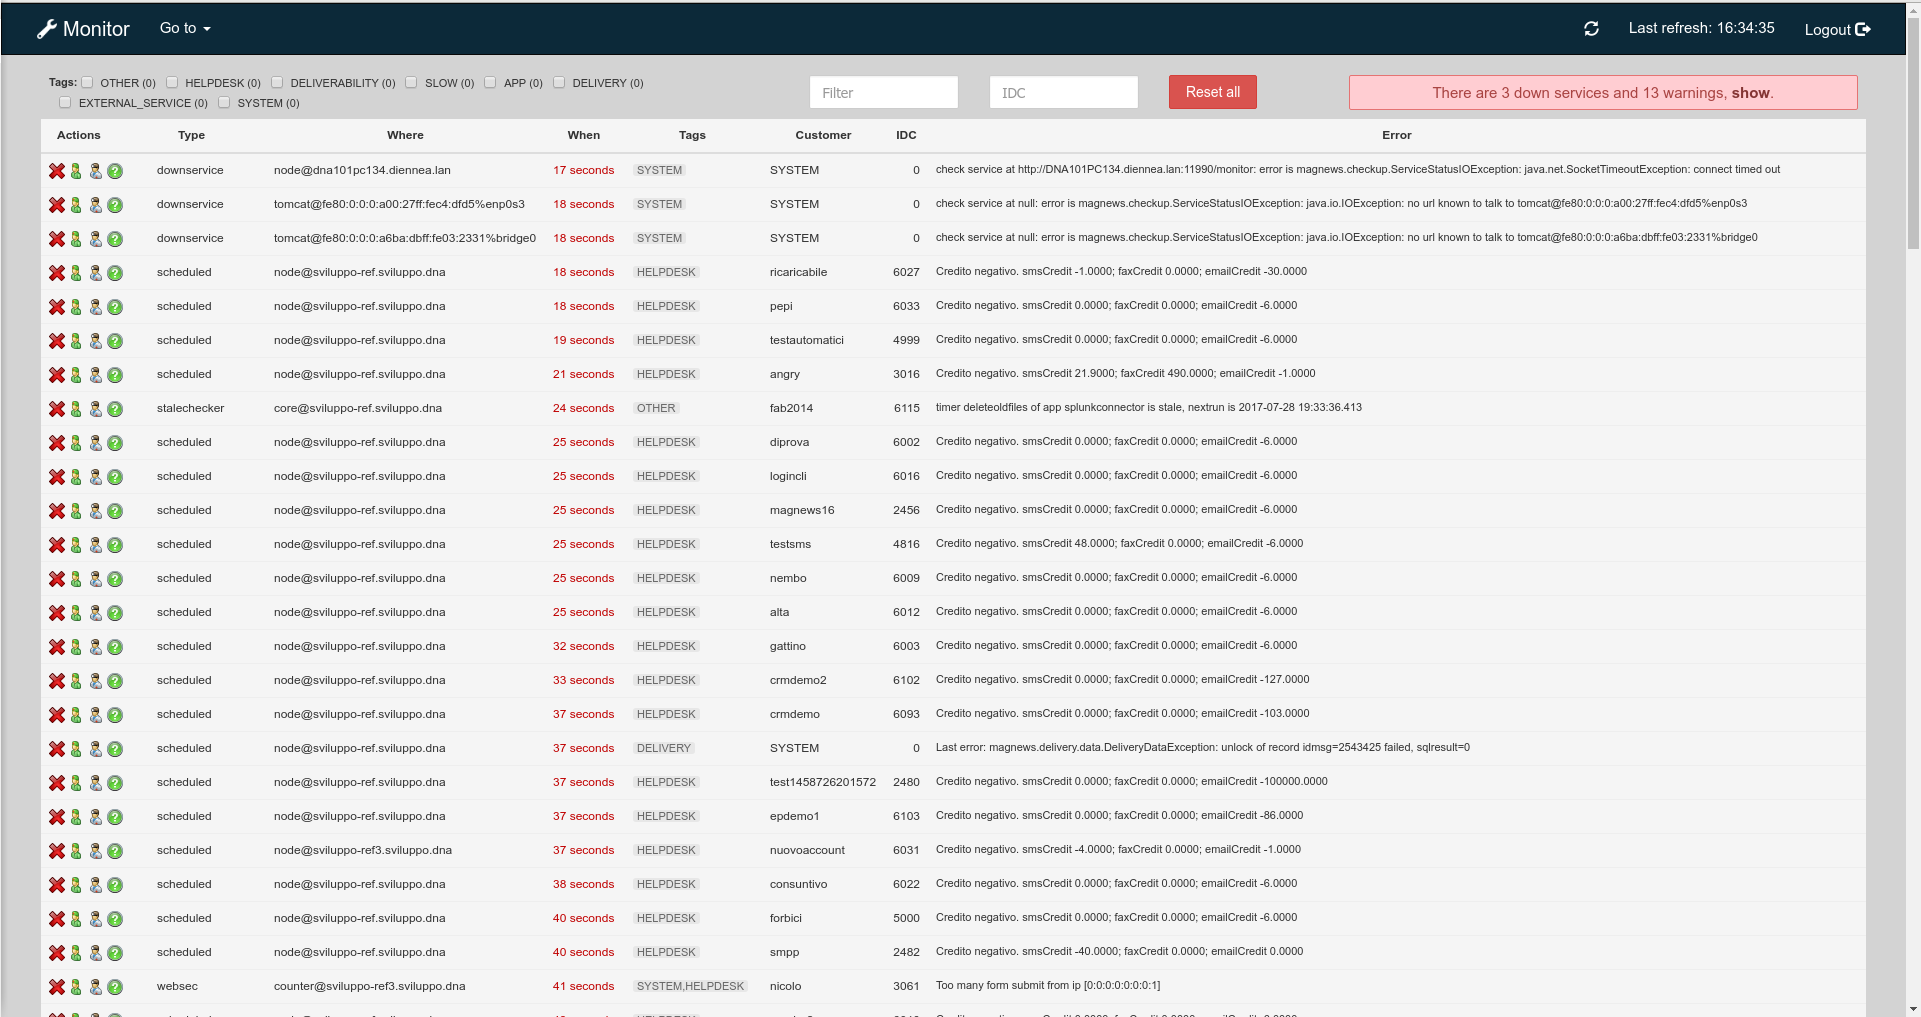 Monitor Go to Last refresh: 16:34:35 Logout
Tags: OTHER (0) HELPDESK (0) DELIVERABILITY (0) SLOW (0) APP (0) DELIVERY (0)
EXTERNAL_SERVICE (0) SYSTEM (0)
Filter IDC Reset all There are 3 down services and 13 warnings, show.
Actions Type Where When Tags Customer IDC Error
downservice node@dna101pc134.diennea.lan 17 seconds SYSTEM SYSTEM 0 check service at http://DNA101PC134.diennea.lan:11990/monitor: error is magnews.checkup.ServiceStatusIOException: java.net.SocketTimeoutException: connect timed out
downservice tomcat@fe80:0:0:0:a00:27ff:fec4:dfd5%enp0s3 18 seconds SYSTEM SYSTEM 0 check service at null: error is magnews.checkup.ServiceStatusIOException: java.io.IOException: no url known to talk to tomcat@fe80:0:0:0:a00:27ff:fec4:dfd5%enp0s3
downservice tomcat@fe80:0:0:0:a6ba:dbff:fe03:2331%bridge0 18 seconds SYSTEM SYSTEM 0 check service at null: error is magnews.checkup.ServiceStatusIOException: java.io.IOException: no url known to talk to tomcat@fe80:0:0:0:a6ba:dbff:fe03:2331%bridge0
scheduled node@sviluppo-ref.sviluppo.dna 18 seconds HELPDESK ricaricabile 6027 Credito negativo. smsCredit -1.0000; faxCredit 0.0000; emailCredit -30.0000
scheduled node@sviluppo-ref.sviluppo.dna 18 seconds HELPDESK pepi 6033 Credito negativo. smsCredit 0.0000; faxCredit 0.0000; emailCredit -6.0000
scheduled node@sviluppo-ref.sviluppo.dna 19 seconds HELPDESK testautomatici 4999 Credito negativo. smsCredit 0.0000; faxCredit 0.0000; emailCredit -6.0000
scheduled node@sviluppo-ref.sviluppo.dna 21 seconds HELPDESK angry 3016 Credito negativo. smsCredit 21.9000; faxCredit 490.0000; emailCredit -1.0000
stalechecker core@sviluppo-ref.sviluppo.dna 24 seconds OTHER fab2014 6115 timer deleteoldfiles of app splunkconnector is stale, nextrun is 2017-07-28 19:33:36.413
scheduled node@sviluppo-ref.sviluppo.dna 25 seconds HELPDESK diprova 6002 Credito negativo. smsCredit 0.0000; faxCredit 0.0000; emailCredit -6.0000
scheduled node@sviluppo-ref.sviluppo.dna 25 seconds HELPDESK logincli 6016 Credito negativo. smsCredit 0.0000; faxCredit 0.0000; emailCredit -6.0000
scheduled node@sviluppo-ref.sviluppo.dna 25 seconds HELPDESK magnews16 2456 Credito negativo. smsCredit 0.0000; faxCredit 0.0000; emailCredit -6.0000
scheduled node@sviluppo-ref.sviluppo.dna 25 seconds HELPDESK testsms 4816 Credito negativo. smsCredit 48.0000; faxCredit 0.0000; emailCredit -6.0000
scheduled node@sviluppo-ref.sviluppo.dna 25 seconds HELPDESK nembo 6009 Credito negativo. smsCredit 0.0000; faxCredit 0.0000; emailCredit -6.0000
scheduled node@sviluppo-ref.sviluppo.dna 25 seconds HELPDESK alta 6012 Credito negativo. smsCredit 0.0000; faxCredit 0.0000; emailCredit -6.0000
scheduled node@sviluppo-ref.sviluppo.dna 32 seconds HELPDESK gattino 6003 Credito negativo. smsCredit 0.0000; faxCredit 0.0000; emailCredit -6.0000
scheduled node@sviluppo-ref.sviluppo.dna 33 seconds HELPDESK crmdemo2 6102 Credito negativo. smsCredit 0.0000; faxCredit 0.0000; emailCredit -127.0000
scheduled node@sviluppo-ref.sviluppo.dna 37 seconds HELPDESK crmdemo 6093 Credito negativo. smsCredit 0.0000; faxCredit 0.0000; emailCredit -103.0000
scheduled node@sviluppo-ref.sviluppo.dna 37 seconds DELIVERY SYSTEM 0 Last error: magnews.delivery.data.DeliveryDataException: unlock of record idmsg=2543425 failed, sqlresult=0
scheduled node@sviluppo-ref.sviluppo.dna 37 seconds HELPDESK test1458726201572 2480 Credito negativo. smsCredit 0.0000; faxCredit 0.0000; emailCredit -100000.0000
scheduled node@sviluppo-ref.sviluppo.dna 37 seconds HELPDESK epdemo1 6103 Credito negativo. smsCredit 0.0000; faxCredit 0.0000; emailCredit -86.0000
scheduled node@sviluppo-ref3.sviluppo.dna 37 seconds HELPDESK nuovoaccount 6031 Credito negativo. smsCredit -4.0000; faxCredit 0.0000; emailCredit -1.0000
scheduled node@sviluppo-ref.sviluppo.dna 38 seconds HELPDESK consuntivo 6022 Credito negativo. smsCredit 0.0000; faxCredit 0.0000; emailCredit -6.0000
scheduled node@sviluppo-ref.sviluppo.dna 40 seconds HELPDESK forbici 5000 Credito negativo. smsCredit 0.0000; faxCredit 0.0000; emailCredit -6.0000
scheduled node@sviluppo-ref.sviluppo.dna 40 seconds HELPDESK smpp 2482 Credito negativo. smsCredit -40.0000; faxCredit 0.0000; emailCredit 0.0000
websec counter@sviluppo-ref3.sviluppo.dna 41 seconds SYSTEM,HELPDESK nicolo 3061 Too many form submit from ip [0:0:0:0:0:0:0:1]